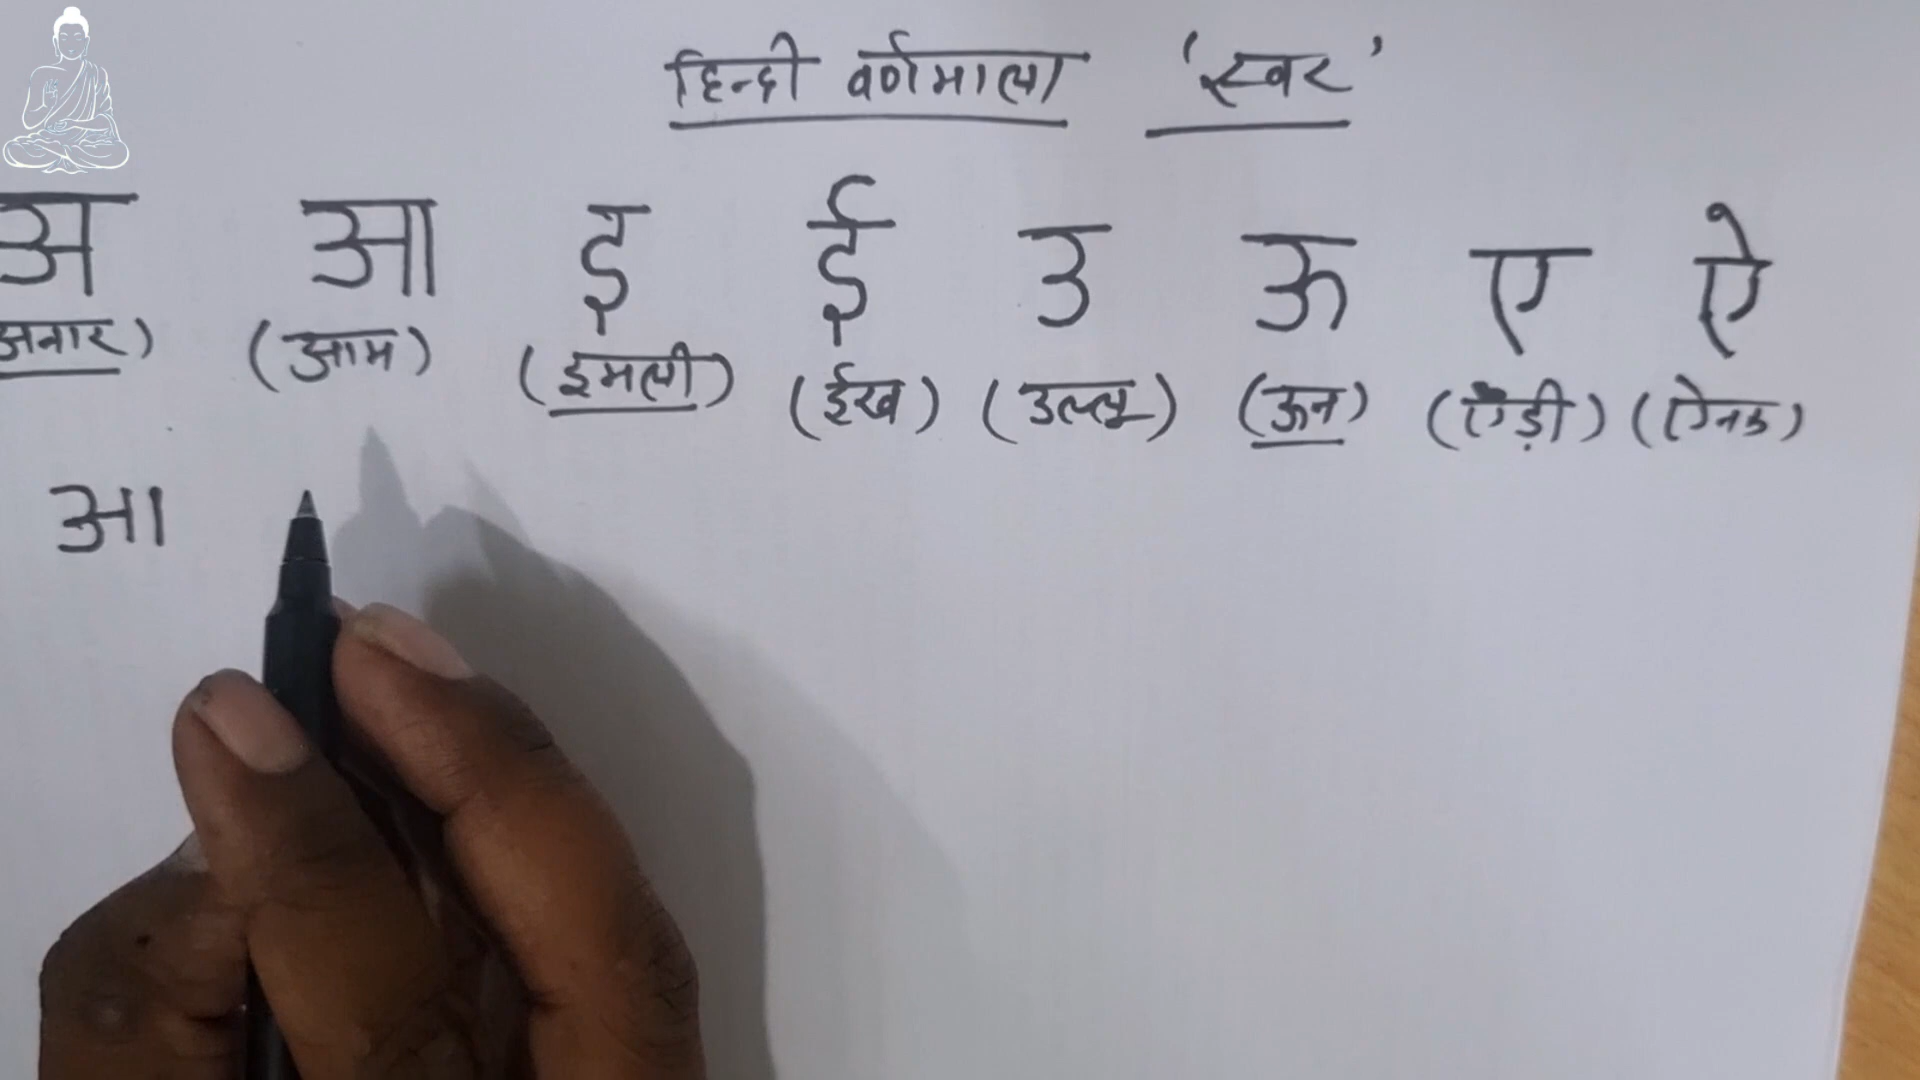 हिन्दी वर्णमाला 'स्वर'
अ आ इ ई उ ऊ ए ऐ
अनार) (आम) (इमली) (ईख) (उल्लू) (ऊन) (एड़ी) (ऐनक)
आ